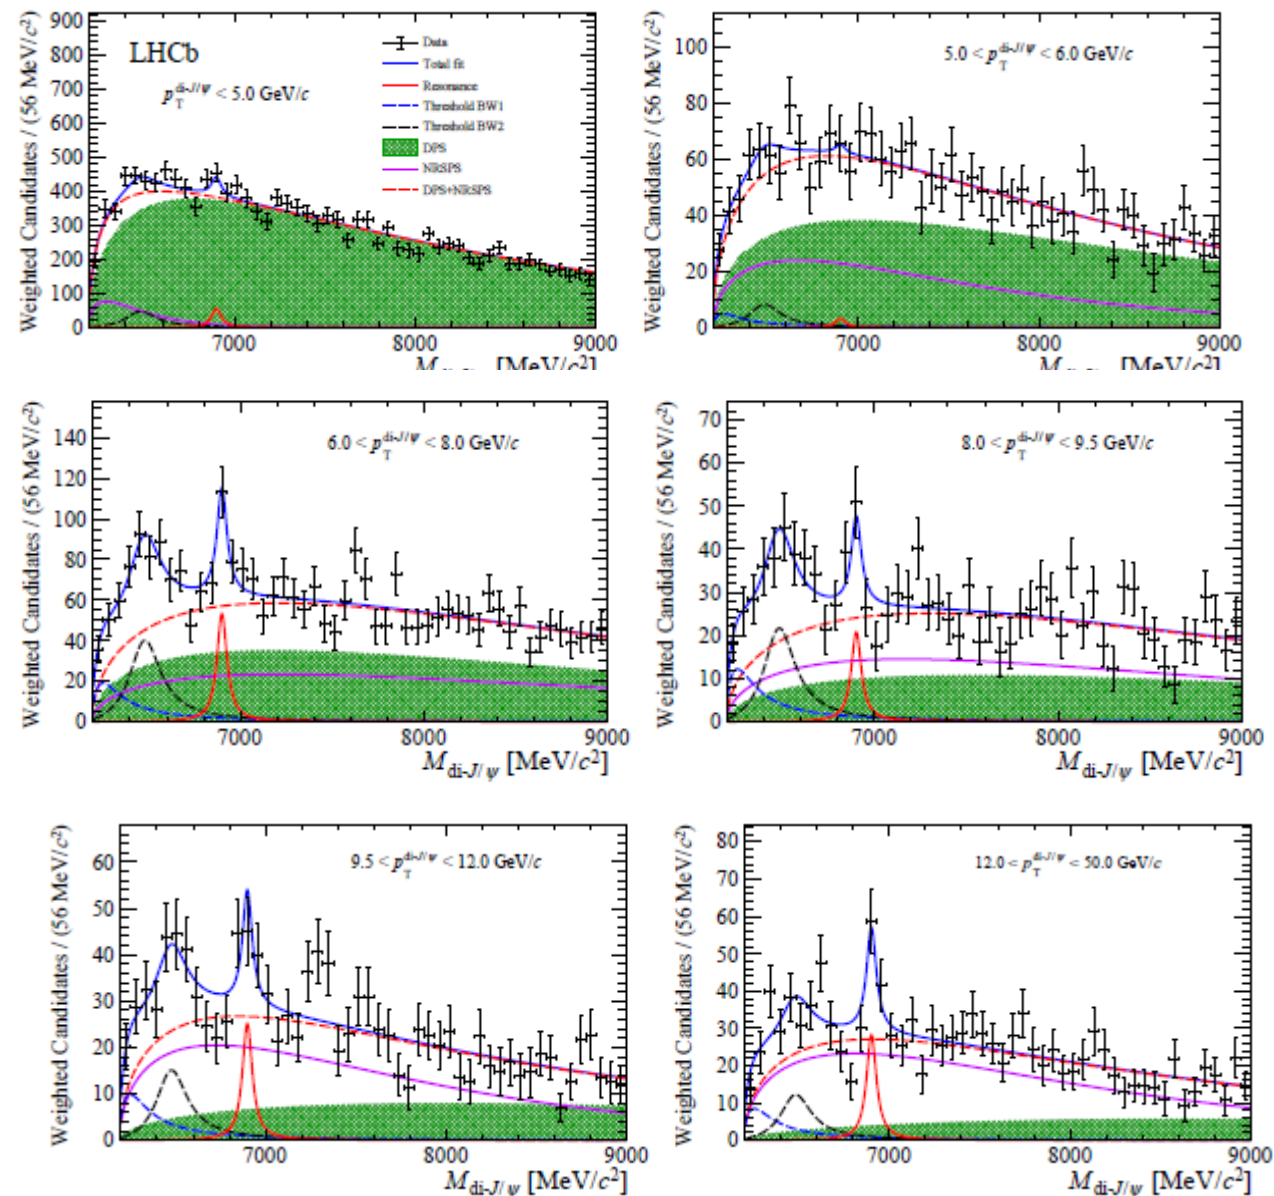 Weighted Candidates / (56 MeV/c²)
900
800
700
600
500
400
300
200
100
0
LHCb
p_T^{di-J/ψ} < 5.0 GeV/c
Data
Total fit
Resonance
Threshold BW1
Threshold BW2
DPS
NRSPS
DPS+NRSPS
7000 8000 9000
[MeV/c²]
Weighted Candidates / (56 MeV/c²)
100
80
60
40
20
0
5.0 < p_T^{di-J/ψ} < 6.0 GeV/c
7000 8000 9000
[MeV/c²]
Weighted Candidates / (56 MeV/c²)
140
120
100
80
60
40
20
0
6.0 < p_T^{di-J/ψ} < 8.0 GeV/c
7000 8000 9000
M_{di-J/ψ} [MeV/c²]
Weighted Candidates / (56 MeV/c²)
70
60
50
40
30
20
10
0
8.0 < p_T^{di-J/ψ} < 9.5 GeV/c
7000 8000 9000
M_{di-J/ψ} [MeV/c²]
Weighted Candidates / (56 MeV/c²)
60
50
40
30
20
10
0
9.5 < p_T^{di-J/ψ} < 12.0 GeV/c
7000 8000 9000
M_{di-J/ψ} [MeV/c²]
Weighted Candidates / (56 MeV/c²)
80
70
60
50
40
30
20
10
0
12.0 < p_T^{di-J/ψ} < 50.0 GeV/c
7000 8000 9000
M_{di-J/ψ} [MeV/c²]